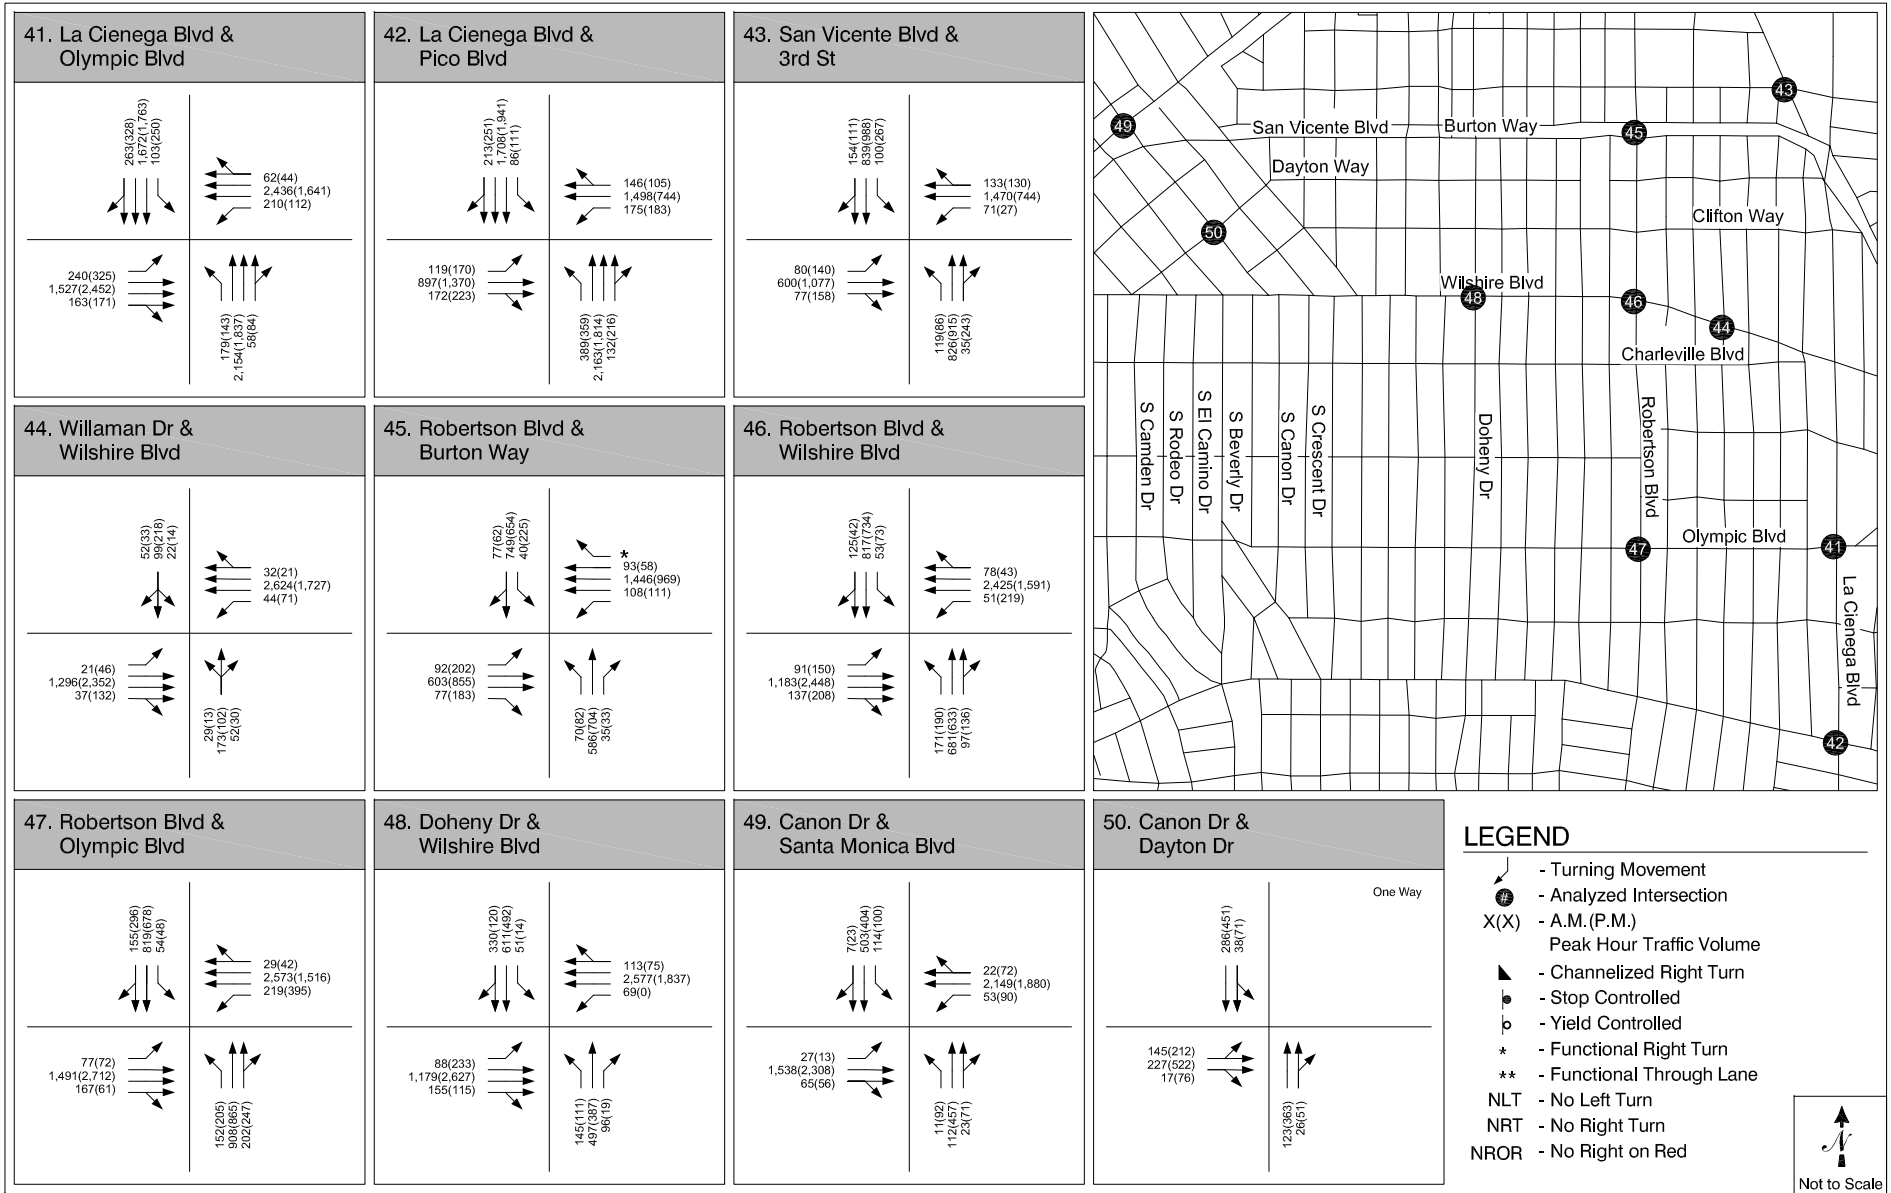 41. La Cienega Blvd &
Olympic Blvd
263(328)
1,672(1,763)
103(250)
62(44)
2,436(1,641)
210(112)
240(325)
1,527(2,452)
163(171)
179(143)
2,154(1,837)
58(84)
42. La Cienega Blvd &
Pico Blvd
213(251)
1,708(1,941)
86(111)
146(105)
1,498(744)
175(183)
119(170)
897(1,370)
172(223)
389(359)
2,163(1,814)
132(216)
43. San Vicente Blvd &
3rd St
154(111)
839(988)
100(267)
133(130)
1,470(744)
71(27)
80(140)
600(1,077)
77(158)
119(86)
826(915)
35(243)
44. Willaman Dr &
Wilshire Blvd
52(33)
99(218)
22(14)
32(21)
2,624(1,727)
44(71)
21(46)
1,296(2,352)
37(132)
29(13)
173(102)
52(30)
45. Robertson Blvd &
Burton Way
77(62)
749(654)
40(225)
*
93(58)
1,446(969)
108(111)
92(202)
603(855)
77(183)
70(82)
586(704)
35(33)
46. Robertson Blvd &
Wilshire Blvd
125(42)
817(734)
53(73)
78(43)
2,425(1,591)
51(219)
91(150)
1,183(2,448)
137(208)
171(190)
681(633)
97(136)
47. Robertson Blvd &
Olympic Blvd
155(296)
819(678)
54(48)
29(42)
2,573(1,516)
219(395)
77(72)
1,491(2,712)
167(61)
152(205)
908(865)
202(247)
48. Doheny Dr &
Wilshire Blvd
330(120)
611(492)
51(14)
113(75)
2,577(1,837)
69(0)
88(233)
1,179(2,627)
155(115)
145(111)
497(387)
96(19)
49. Canon Dr &
Santa Monica Blvd
7(23)
503(404)
114(100)
22(72)
2,149(1,880)
53(90)
27(13)
1,538(2,308)
65(56)
11(92)
112(457)
23(71)
50. Canon Dr &
Dayton Dr
One Way
286(451)
38(71)
145(212)
227(522)
17(76)
123(363)
26(51)
43
49
San Vicente Blvd
Burton Way
45
Dayton Way
Clifton Way
50
Wilshire Blvd
48
46
44
Charleville Blvd
S Camden Dr
S Rodeo Dr
S El Camino Dr
S Beverly Dr
S Canon Dr
S Crescent Dr
Doheny Dr
Robertson Blvd
Olympic Blvd
47
41
La Cienega Blvd
42
LEGEND
- Turning Movement
# - Analyzed Intersection
X(X) - A.M.(P.M.)
Peak Hour Traffic Volume
- Channelized Right Turn
- Stop Controlled
- Yield Controlled
* - Functional Right Turn
** - Functional Through Lane
NLT - No Left Turn
NRT - No Right Turn
NROR - No Right on Red
N
Not to Scale